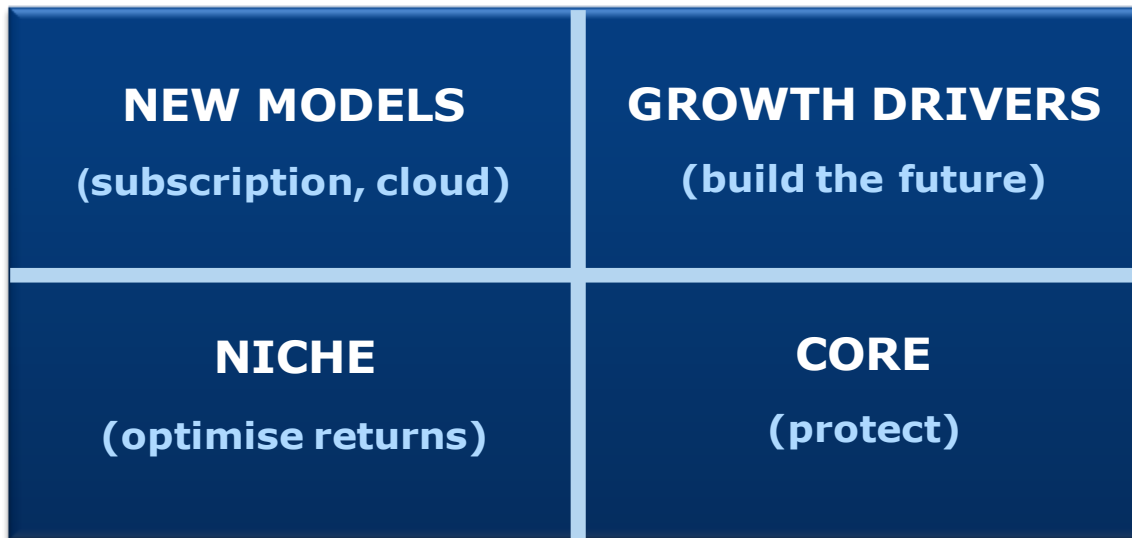 NEW MODELS
(subscription, cloud)
GROWTH DRIVERS
(build the future)
NICHE
(optimise returns)
CORE
(protect)